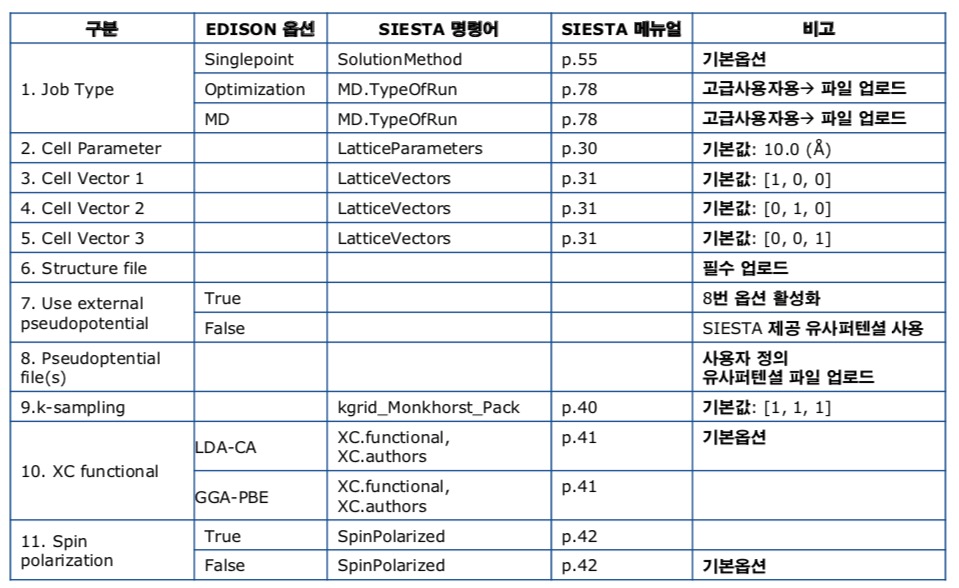 구분 EDISON 옵션 SIESTA 명령어 SIESTA 메뉴얼 비고
1. Job Type
Singlepoint SolutionMethod p.55 기본옵션
Optimization MD.TypeOfRun p.78 고급사용자용→ 파일 업로드
MD MD.TypeOfRun p.78 고급사용자용→ 파일 업로드
2. Cell Parameter LatticeParameters p.30 기본값: 10.0 (Å)
3. Cell Vector 1 LatticeVectors p.31 기본값: [1, 0, 0]
4. Cell Vector 2 LatticeVectors p.31 기본값: [0, 1, 0]
5. Cell Vector 3 LatticeVectors p.31 기본값: [0, 0, 1]
6. Structure file 필수 업로드
7. Use external
pseudopotential
True 8번 옵션 활성화
False SIESTA 제공 유사퍼텐셜 사용
8. Pseudoptential
file(s)
사용자 정의
유사퍼텐셜 파일 업로드
9.k-sampling kgrid_Monkhorst_Pack p.40 기본값: [1, 1, 1]
10. XC functional
LDA-CA
XC.functional,
XC.authors
p.41 기본옵션
GGA-PBE
XC.functional,
XC.authors
p.41
11. Spin
polarization
True SpinPolarized p.42
False SpinPolarized p.42 기본옵션